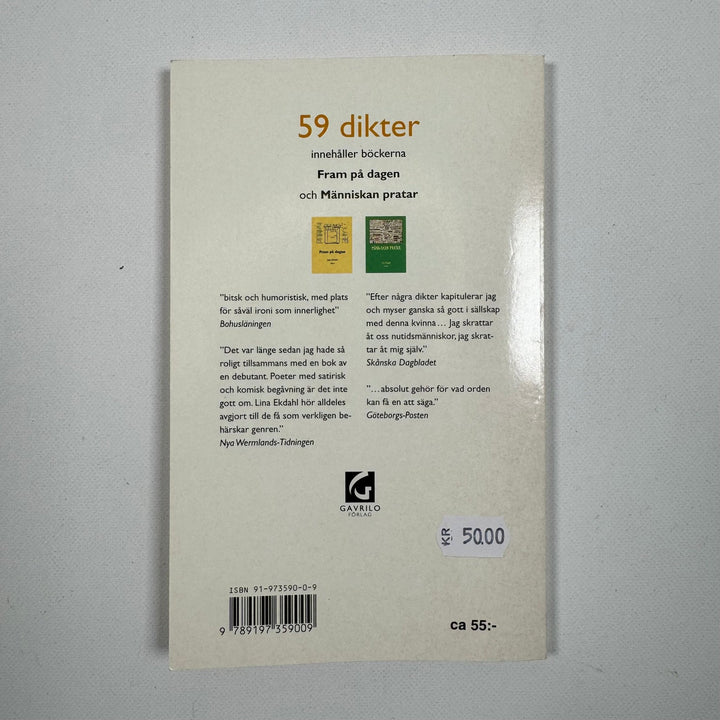 59 dikter
innehåller böckerna
Fram på dagen
och Människan pratar
Fram på dagen
"bitsk och humoristisk, med plats
för såväl ironi som innerlighet"
Bohusläningen
"Det var länge sedan jag hade så
roligt tillsammans med en bok av
en debutant. Poeter med satirisk
och komisk begåvning är det inte
gott om. Lina Ekdahl hör alldeles
avgjort till de få som verkligen be-
härskar genren."
Nya Wermlands-Tidningen
"Efter några dikter kapitulerar jag
och myser ganska så gott i sällskap
med denna kvinna... Jag skrattar
åt oss nutidsmänniskor, jag skrat-
tar åt mig själv."
Skånska Dagbladet
"... absolut gehör för vad orden
kan få en att säga."
Göteborgs-Posten
G
GAVRILO
FÖRLAG
KR 50.00
ISBN 91-973590-0-9
9 789197 359009
ca 55:-